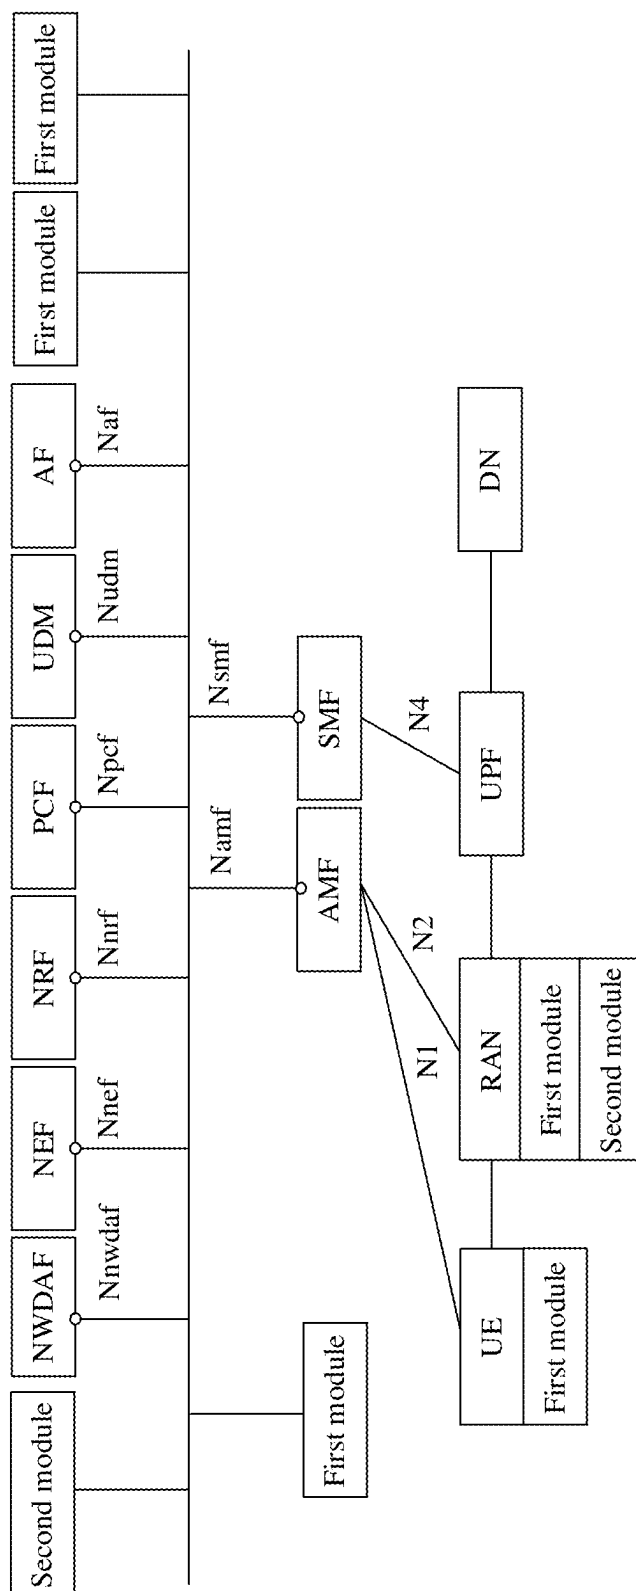 Second module
NWDAF
NEF
NRF
PCF
UDM
AF
First module
First module
Nnwdaf
Nnef
Nnrf
Npcf
Nudm
Naf
Namf
Nsmf
First module
AMF
SMF
N1
N2
N4
UE
RAN
UPF
DN
First module
First module
Second module